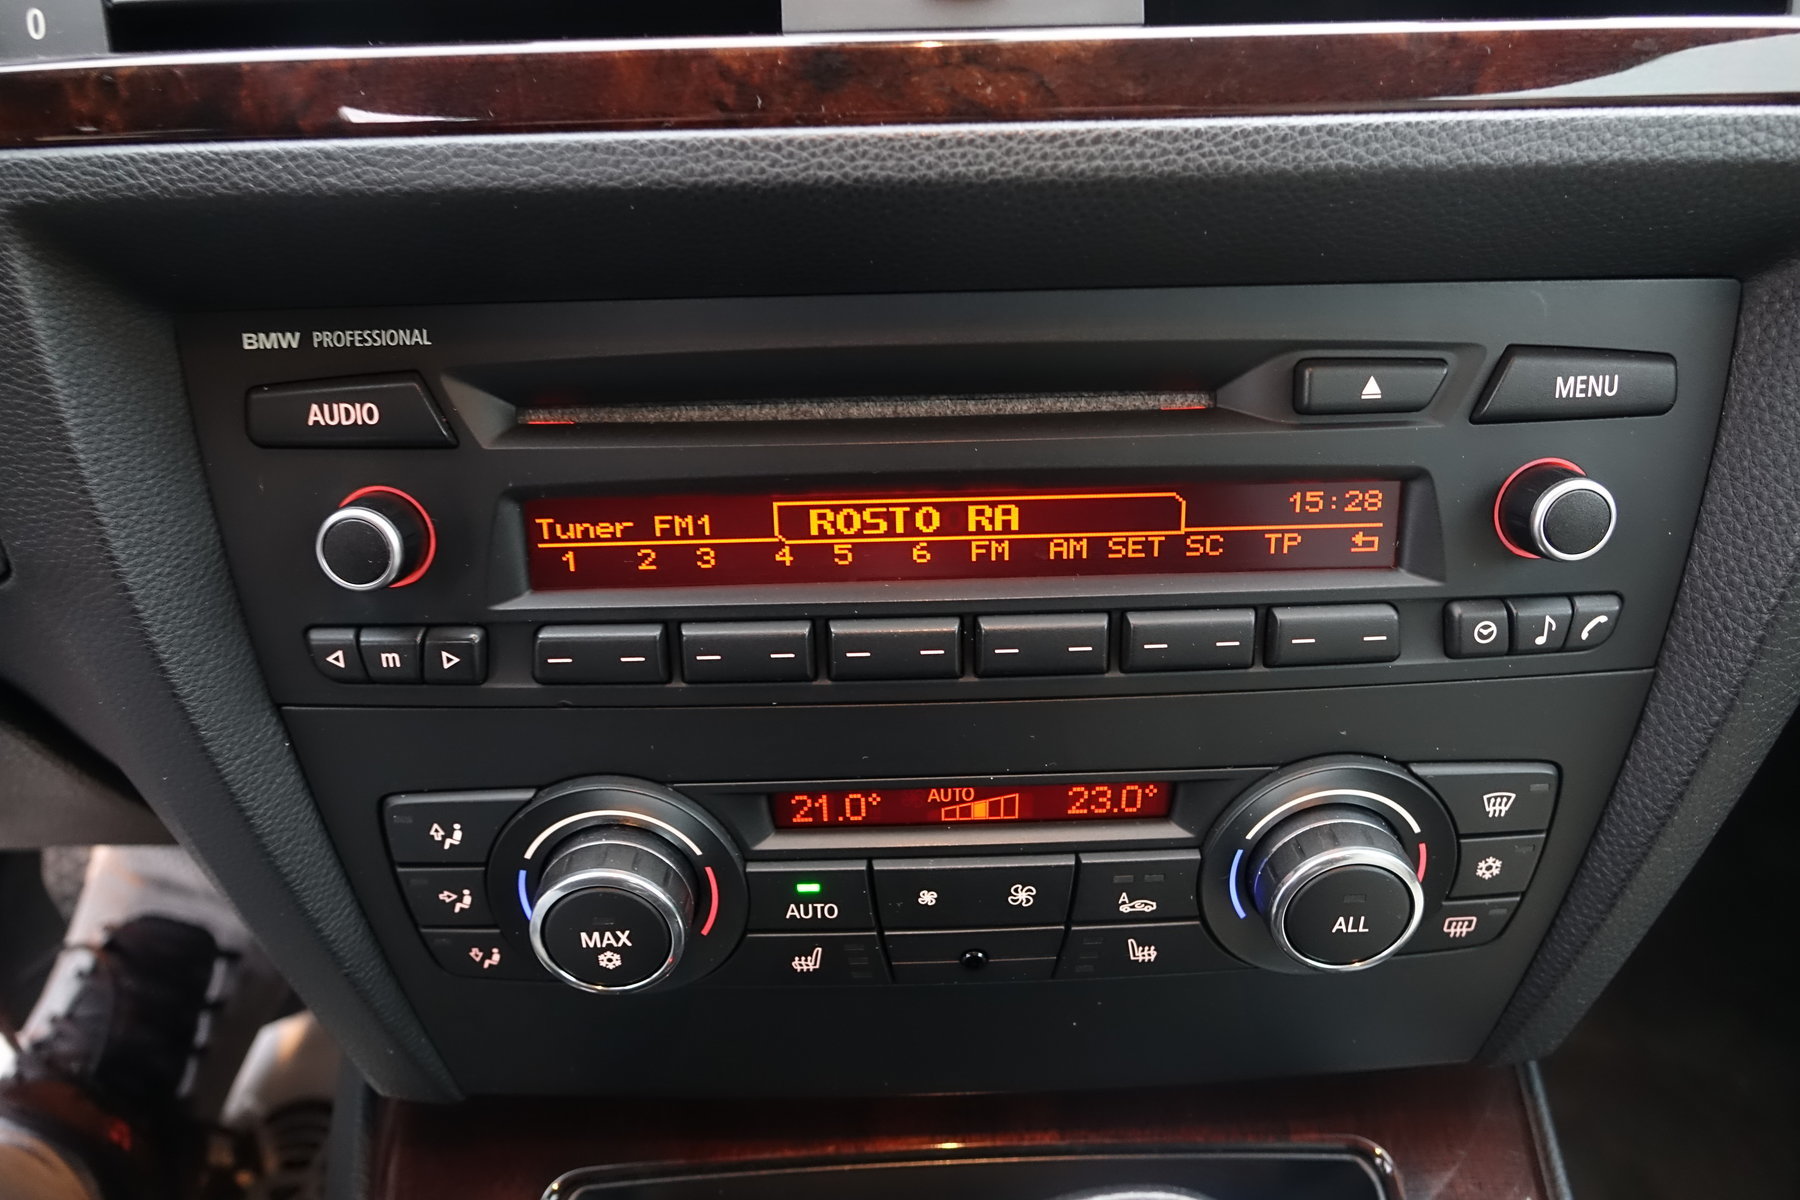 0
BMW PROFESSIONAL
AUDIO
MENU
Tuner FM1 ROSTO RA 15:28
1 2 3 4 5 6 FM AM SET SC TP
m
21.0° AUTO 23.0°
AUTO
A
MAX
ALL